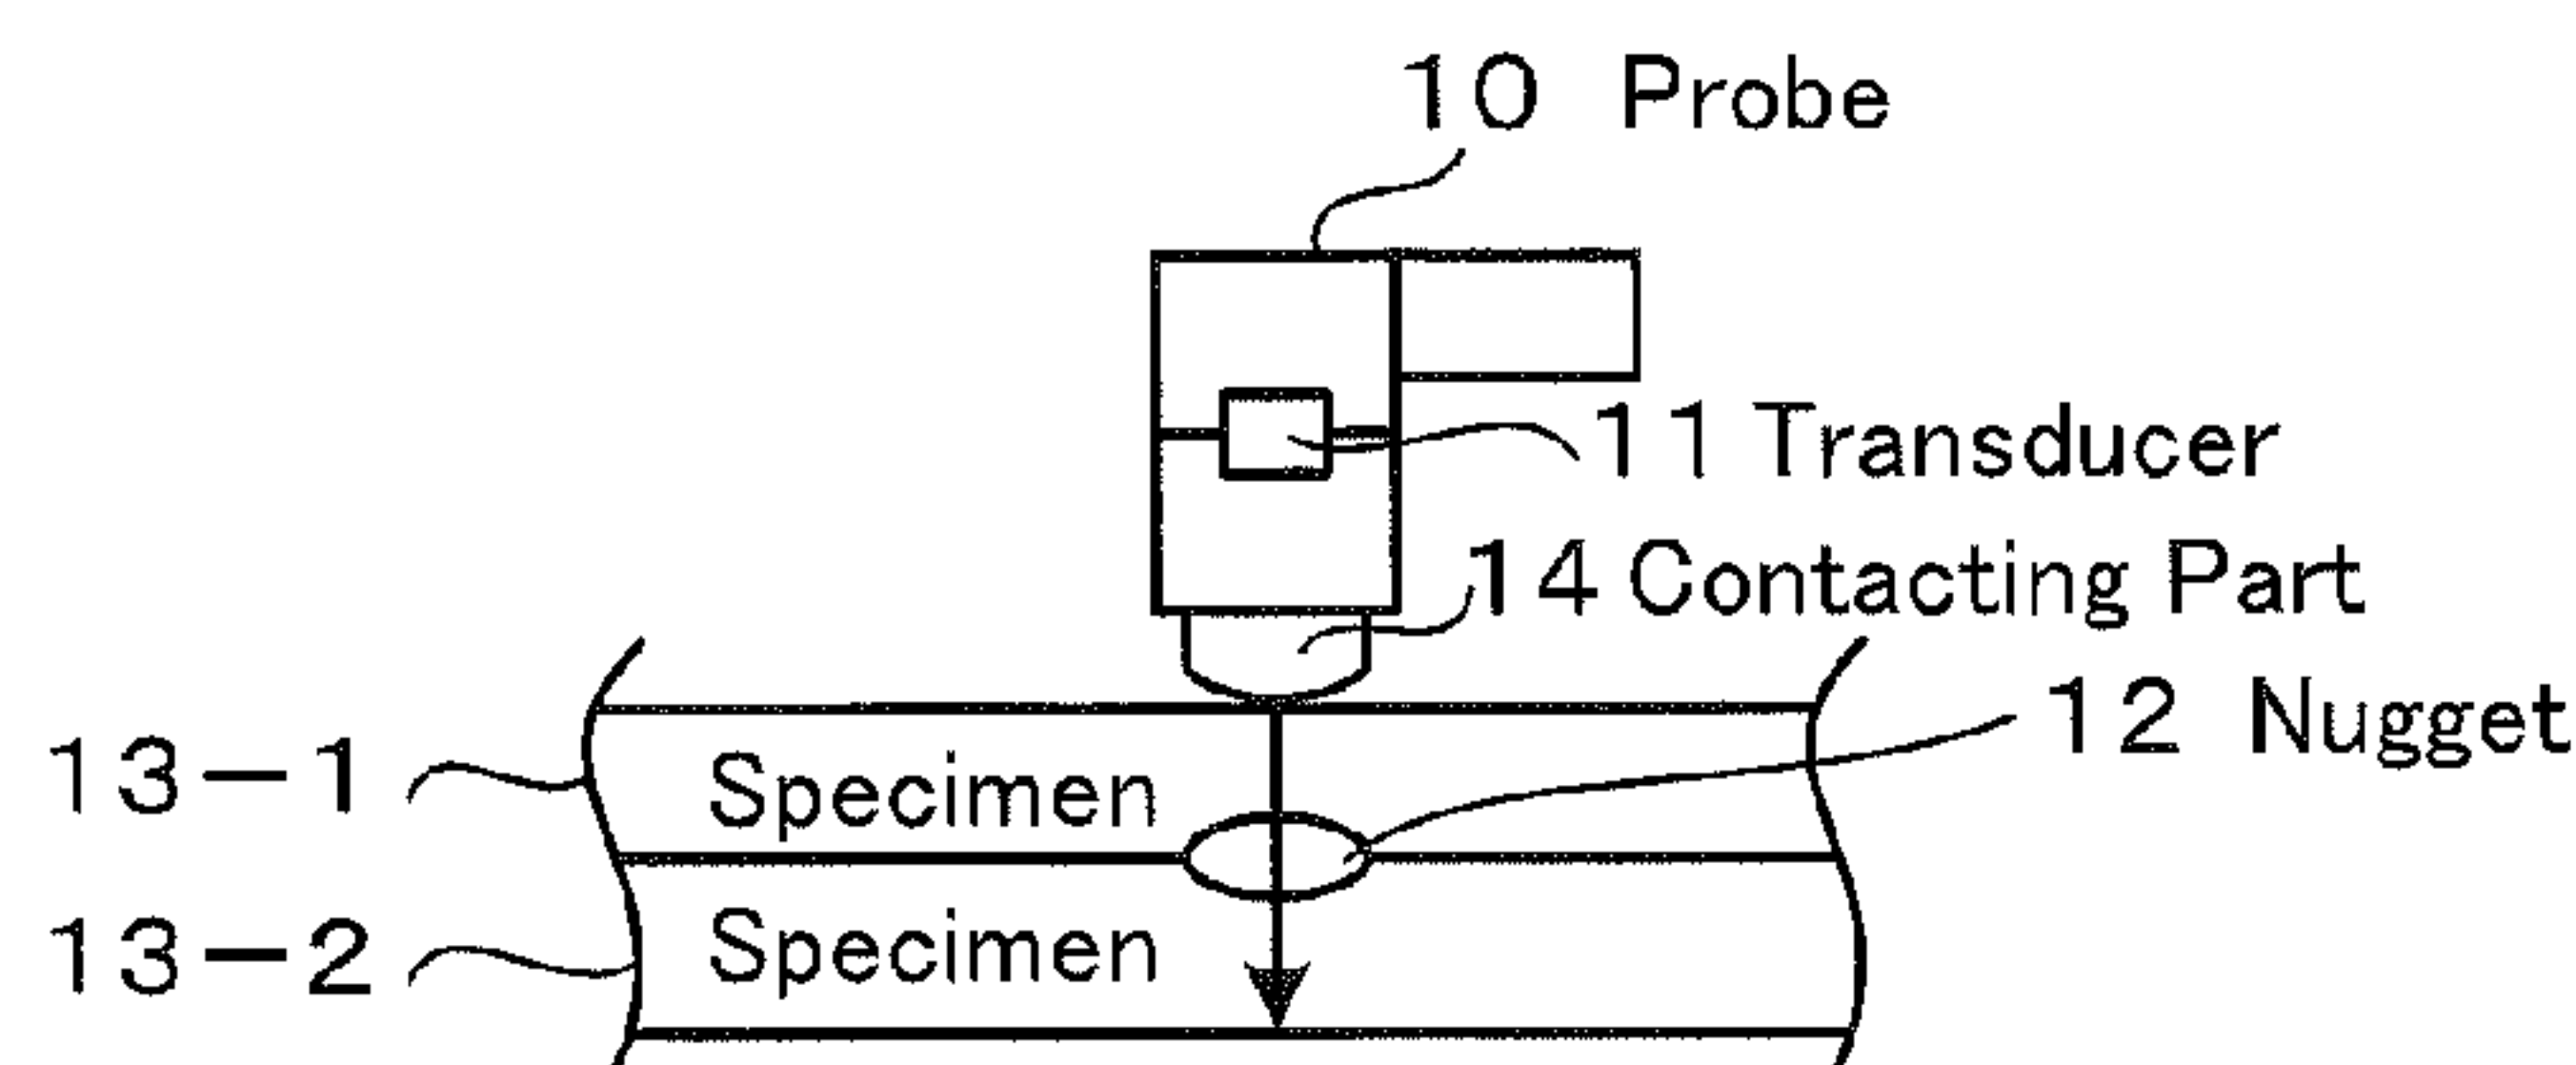 10 Probe
11 Transducer
14 Contacting Part
12 Nugget
13-1
Specimen
13-2
Specimen